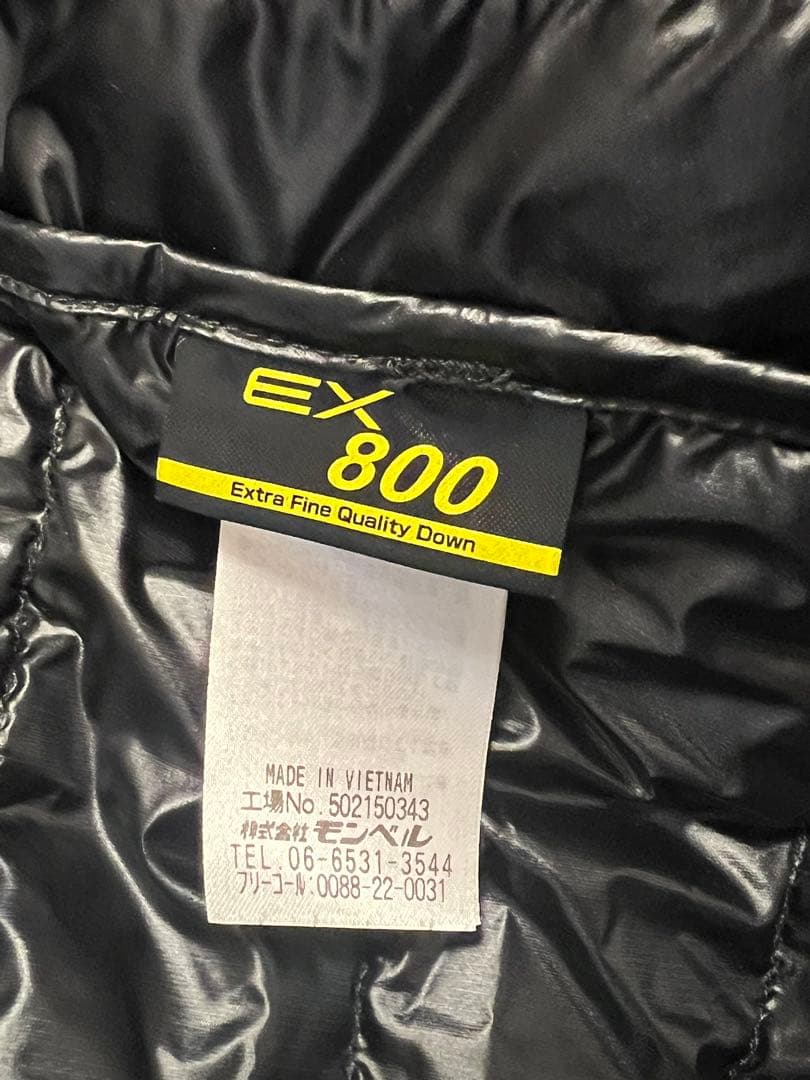 EX
800
Extra Fine Quality Down
MADE IN VIETNAM
工場No.502150343
株式会社 モンベル
TEL.06-6531-3544
フリーコール:0088-22-0031